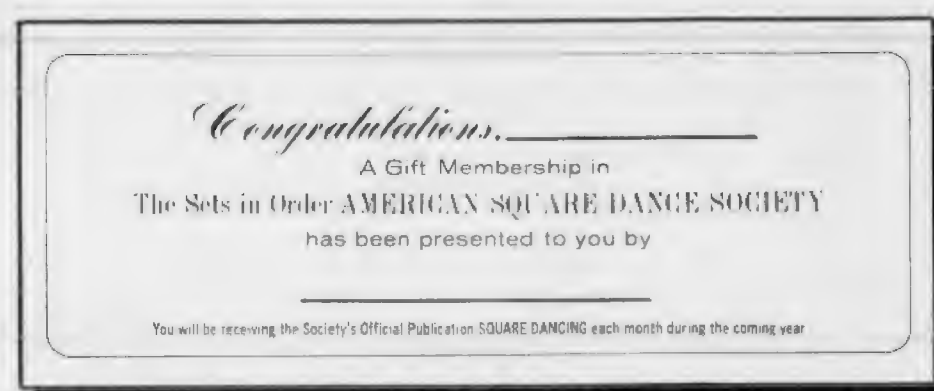 Congratulations,
A Gift Membership in
The Sets in Order AMERICAN SQUARE DANCE SOCIETY
has been presented to you by
You will be receiving the Society's Official Publication SQUARE DANCING each month during the coming year